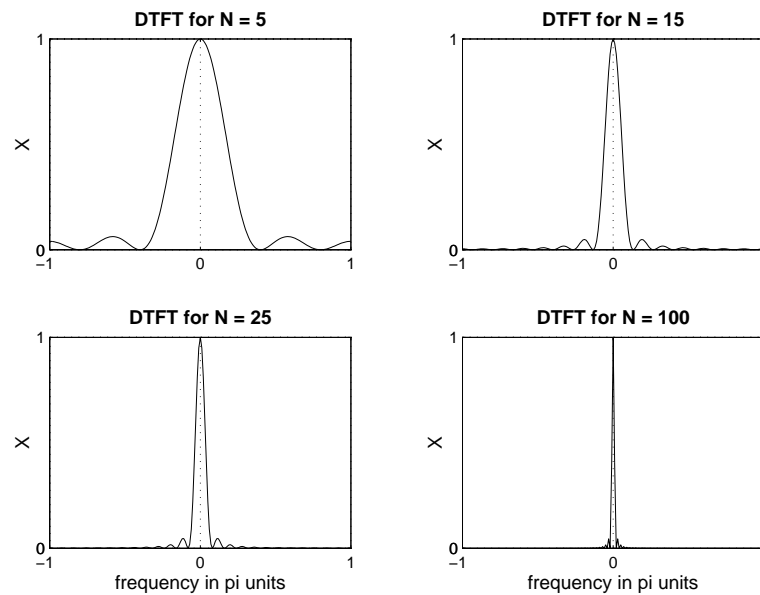 DTFT for N = 5
1
X
0
−1
0
1
DTFT for N = 15
1
X
0
−1
0
DTFT for N = 25
1
X
0
−1
0
1
frequency in pi units
DTFT for N = 100
1
X
0
−1
0
frequency in pi units